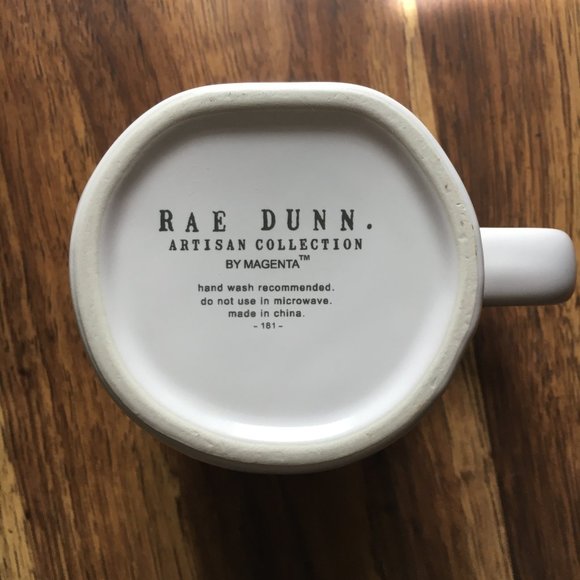 RAE DUNN.
ARTISAN COLLECTION
BY MAGENTA™
hand wash recommended.
do not use in microwave.
made in china.
- 181 -